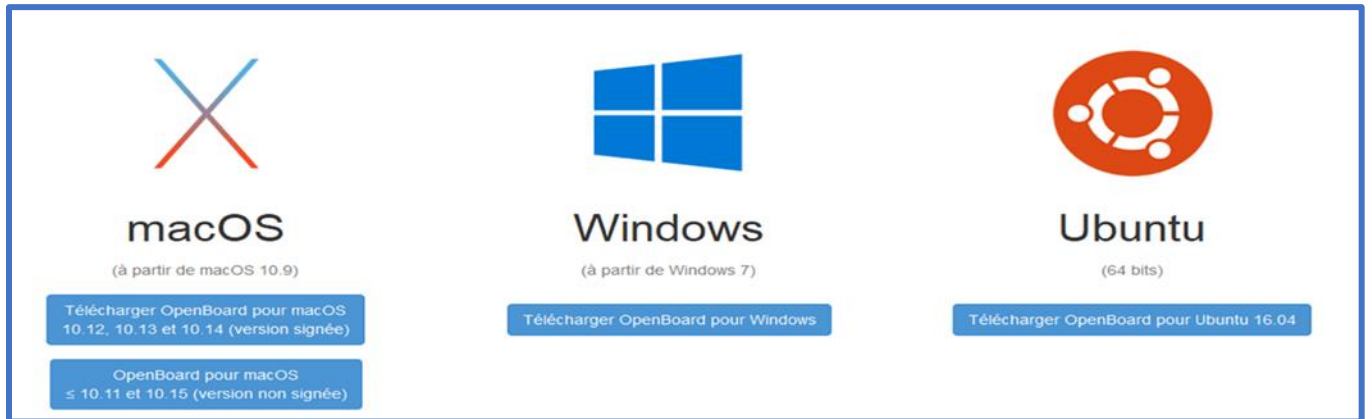 macOS
(à partir de macOS 10.9)
Télécharger OpenBoard pour macOS
10.12, 10.13 et 10.14 (version signée)
OpenBoard pour macOS
≤ 10.11 et 10.15 (version non signée)
Windows
(à partir de Windows 7)
Télécharger OpenBoard pour Windows
Ubuntu
(64 bits)
Télécharger OpenBoard pour Ubuntu 16.04